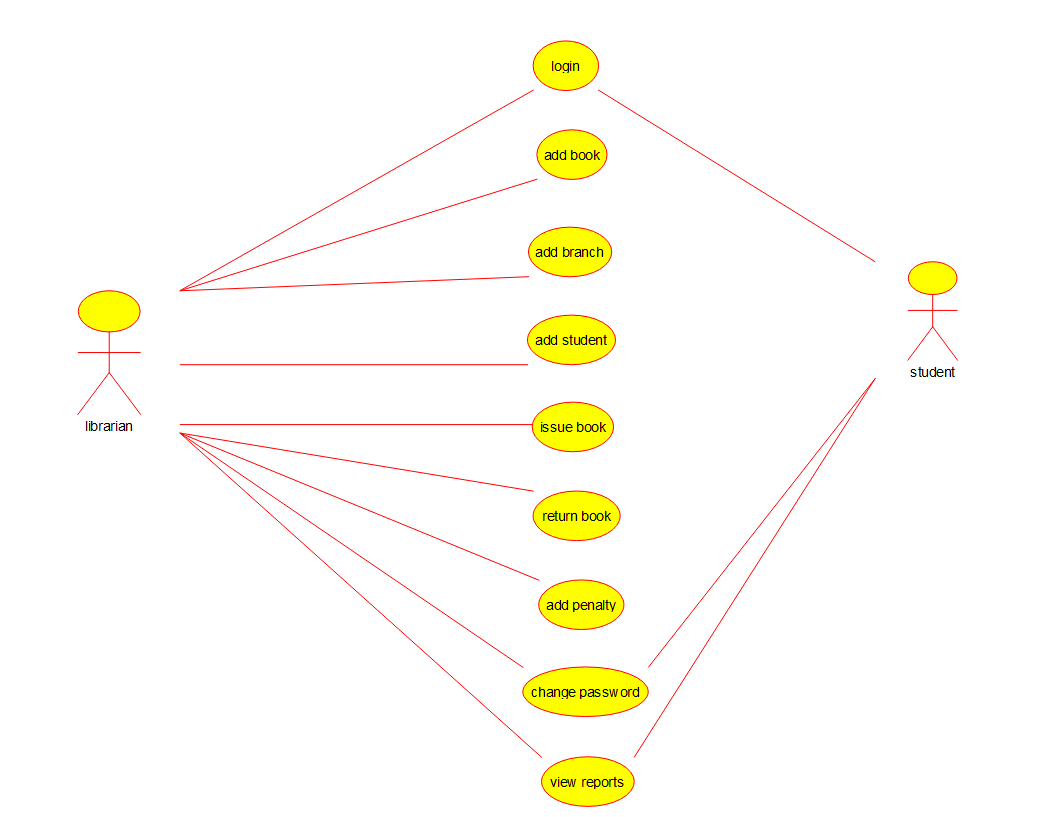 login
add book
add branch
add student
student
librarian
issue book
return book
add penalty
change password
view reports